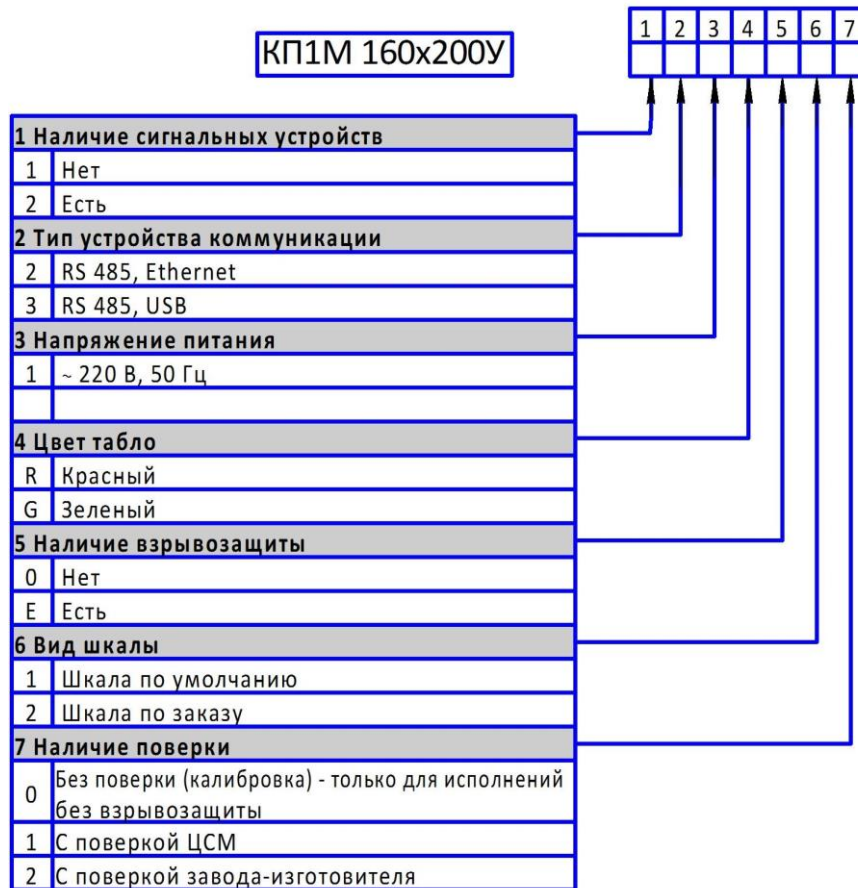 КП1М 160х200У
1 2 3 4 5 6 7
1 Наличие сигнальных устройств
1 Нет
2 Есть
2 Тип устройства коммуникации
2 RS 485, Ethernet
3 RS 485, USB
3 Напряжение питания
1 ~ 220 В, 50 Гц
4 Цвет табло
R Красный
G Зеленый
5 Наличие взрывозащиты
0 Нет
E Есть
6 Вид шкалы
1 Шкала по умолчанию
2 Шкала по заказу
7 Наличие поверки
0 Без поверки (калибровка) - только для исполнений
без взрывозащиты
1 С поверкой ЦСМ
2 С поверкой завода-изготовителя